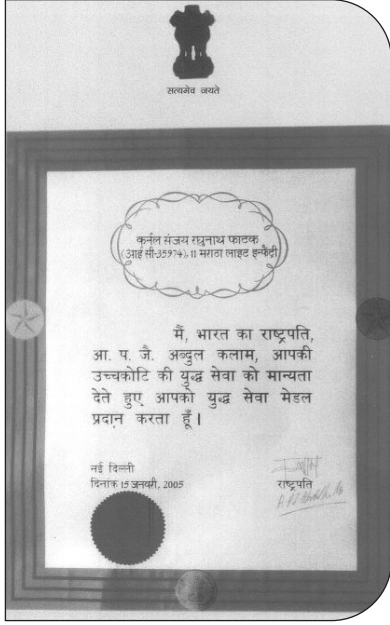 सत्यमेव जयते
कर्नल संजय रघुनाथ फाटक
(आई सी-35974), 11 मराठा लाइट इन्फैंट्री
मैं, भारत का राष्ट्रपति,
आ. प. जै. अब्दुल कलाम, आपकी
उच्चकोटि की युद्ध सेवा को मान्यता
देते हुए आपको युद्ध सेवा मेडल
प्रदान करता हूँ।
नई दिल्ली
दिनांक 15 जनवरी, 2005
राष्ट्रपति